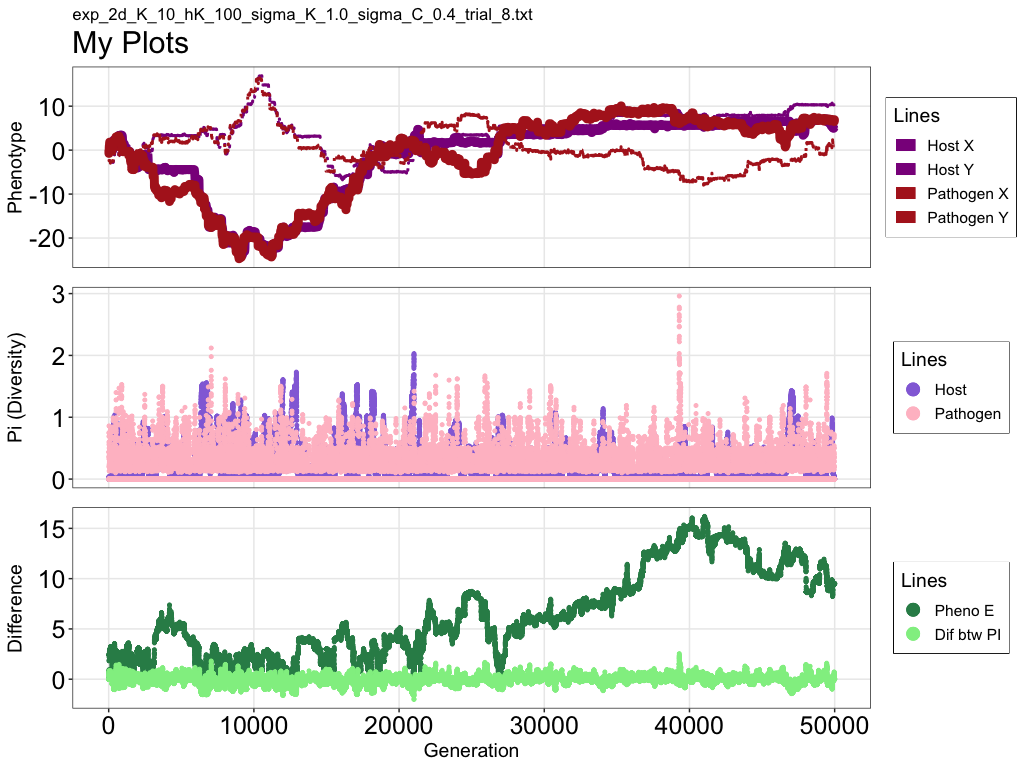 exp_2d_K_10_hK_100_sigma_K_1.0_sigma_C_0.4_trial_8.txt
My Plots
Phenotype
10
0
-10
-20
Lines
Host X
Host Y
Pathogen X
Pathogen Y
Pi (Diversity)
3
2
1
0
Lines
Host
Pathogen
Difference
15
10
5
0
Lines
Pheno E
Dif btw PI
0
10000
20000
30000
40000
50000
Generation